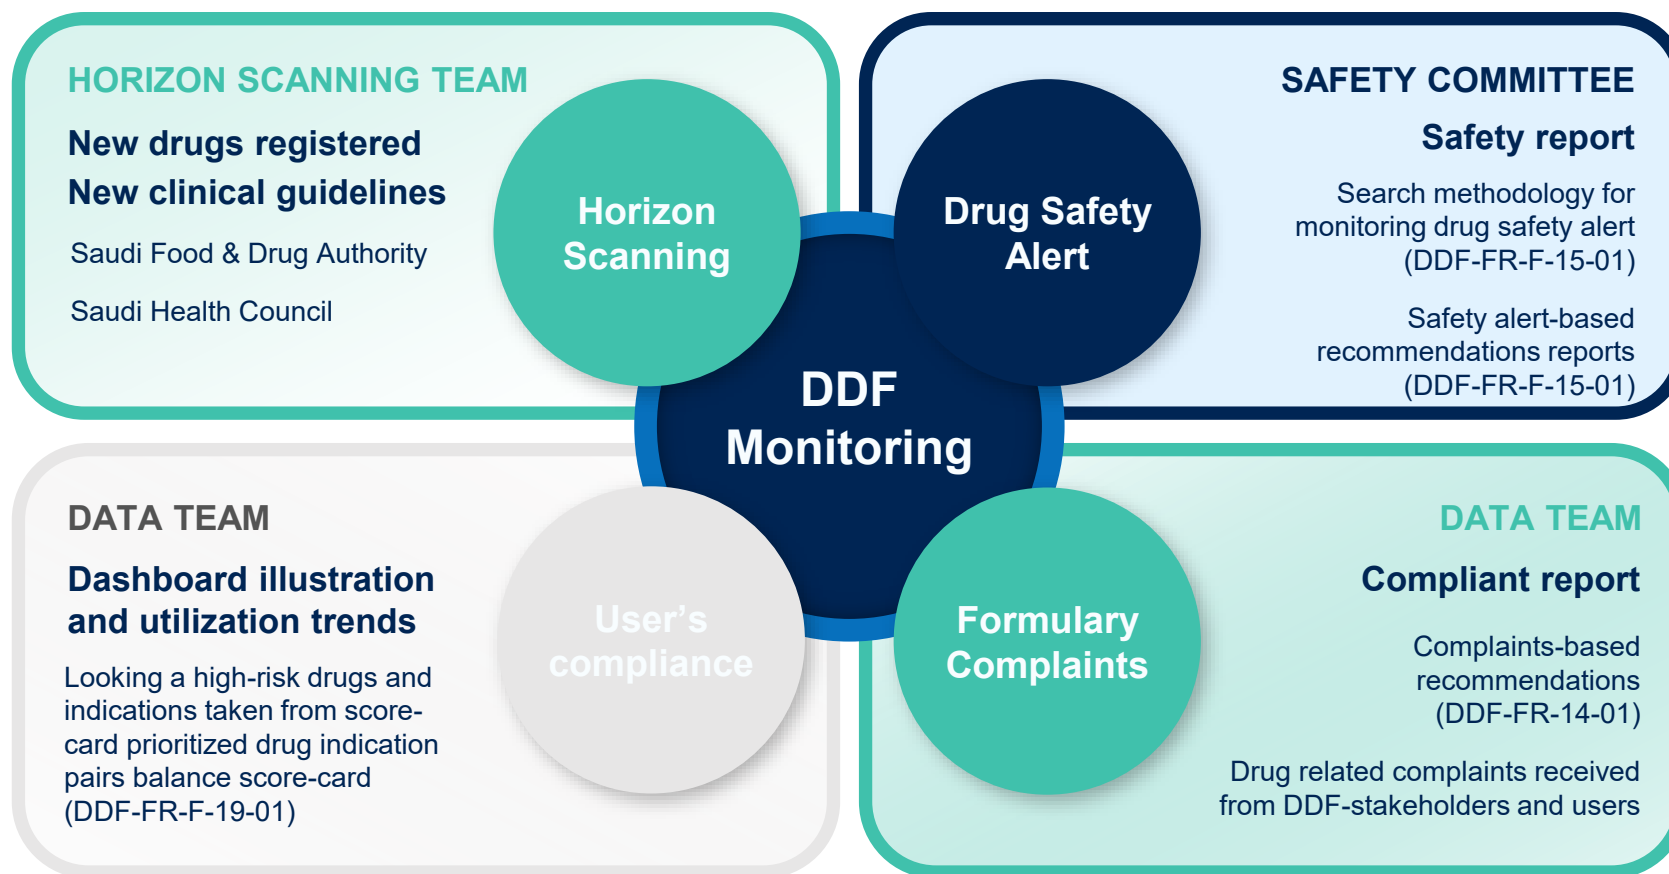 HORIZON SCANNING TEAM
New drugs registered
New clinical guidelines
Saudi Food & Drug Authority
Saudi Health Council
Horizon
Scanning
SAFETY COMMITTEE
Safety report
Search methodology for
monitoring drug safety alert
(DDF-FR-F-15-01)
Safety alert-based
recommendations reports
(DDF-FR-F-15-01)
Drug Safety
Alert
DDF
Monitoring
DATA TEAM
Dashboard illustration
and utilization trends
Looking a high-risk drugs and
indications taken from score-
card prioritized drug indication
pairs balance score-card
(DDF-FR-F-19-01)
User’s
compliance
Formulary
Complaints
DATA TEAM
Compliant report
Complaints-based
recommendations
(DDF-FR-14-01)
Drug related complaints received
from DDF-stakeholders and users